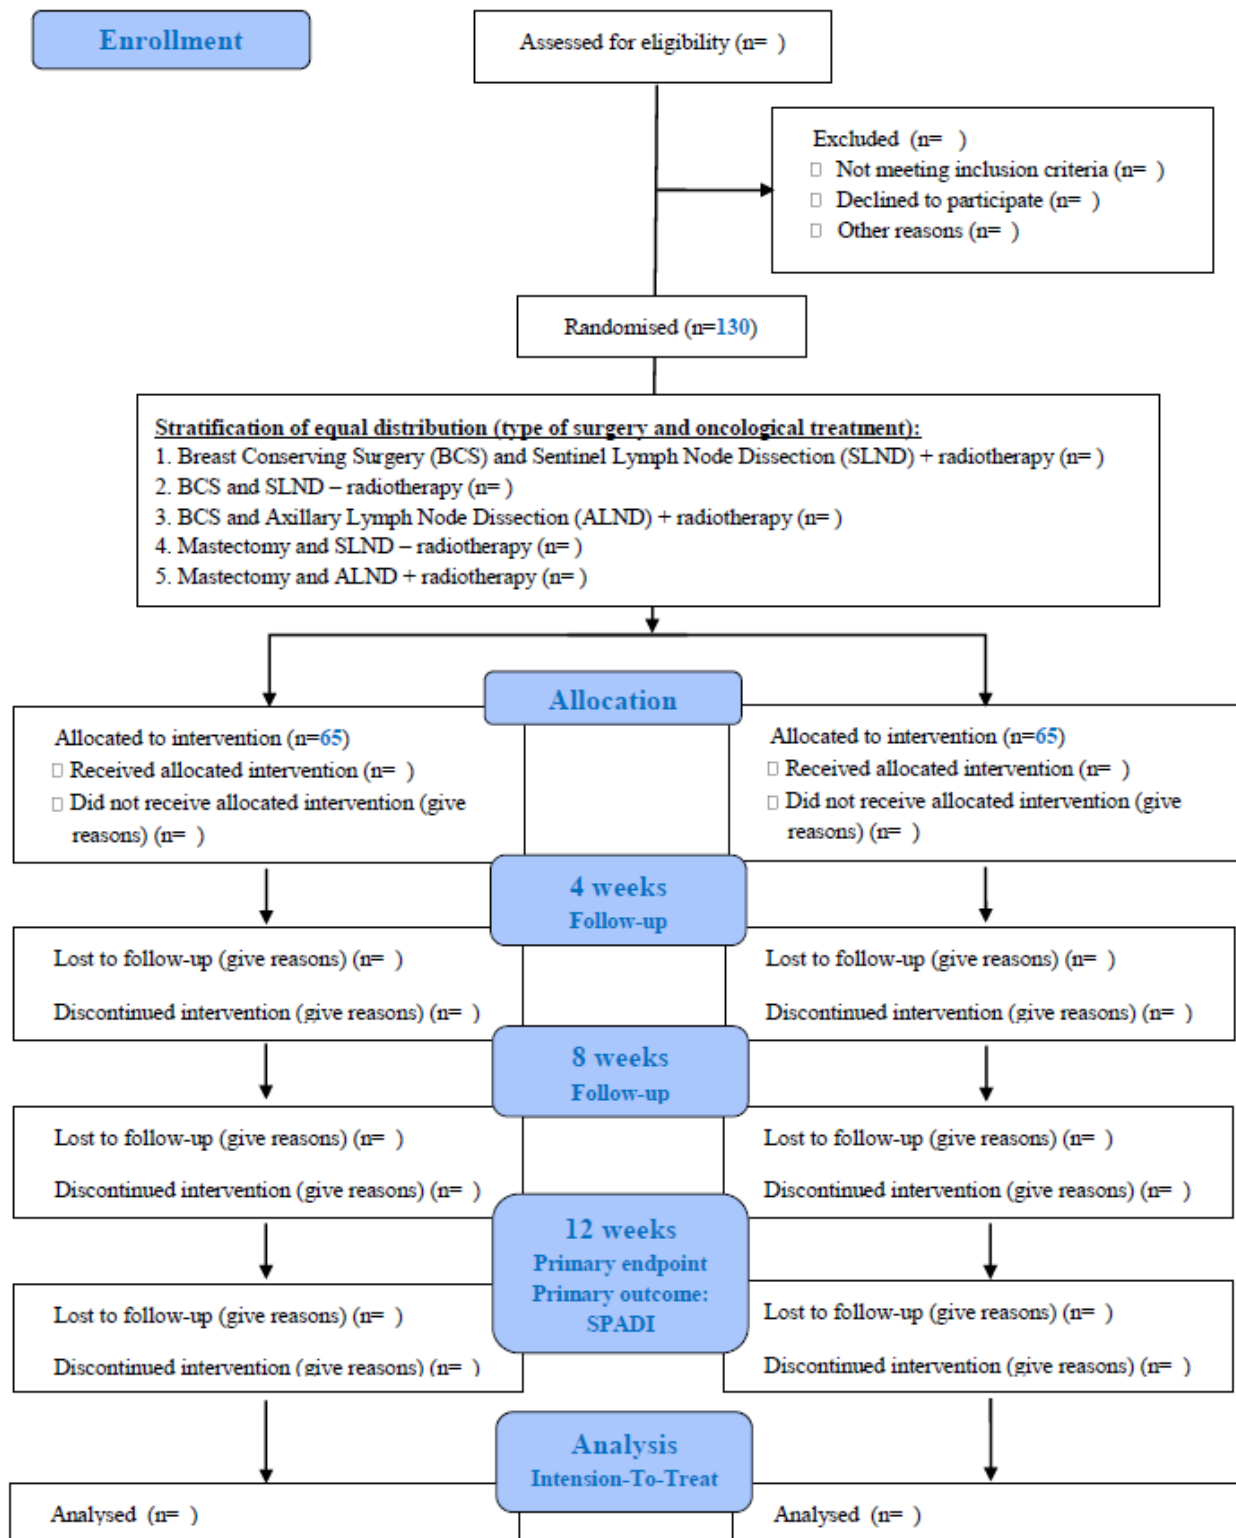 Enrollment
Assessed for eligibility (n= )
Excluded (n= )
□ Not meeting inclusion criteria (n= )
□ Declined to participate (n= )
□ Other reasons (n= )
Randomised (n=130)
Stratification of equal distribution (type of surgery and oncological treatment):
1. Breast Conserving Surgery (BCS) and Sentinel Lymph Node Dissection (SLND) + radiotherapy (n= )
2. BCS and SLND – radiotherapy (n= )
3. BCS and Axillary Lymph Node Dissection (ALND) + radiotherapy (n= )
4. Mastectomy and SLND – radiotherapy (n= )
5. Mastectomy and ALND + radiotherapy (n= )
Allocation
Allocated to intervention (n=65)
□ Received allocated intervention (n= )
□ Did not receive allocated intervention (give
reasons) (n= )
Allocated to intervention (n=65)
□ Received allocated intervention (n= )
□ Did not receive allocated intervention (give
reasons) (n= )
4 weeks
Follow-up
Lost to follow-up (give reasons) (n= )
Discontinued intervention (give reasons) (n= )
Lost to follow-up (give reasons) (n= )
Discontinued intervention (give reasons) (n= )
8 weeks
Follow-up
Lost to follow-up (give reasons) (n= )
Discontinued intervention (give reasons) (n= )
Lost to follow-up (give reasons) (n= )
Discontinued intervention (give reasons) (n= )
12 weeks
Primary endpoint
Primary outcome:
SPADI
Lost to follow-up (give reasons) (n= )
Discontinued intervention (give reasons) (n= )
Lost to follow-up (give reasons) (n= )
Discontinued intervention (give reasons) (n= )
Analysis
Intension-To-Treat
Analysed (n= )
Analysed (n= )